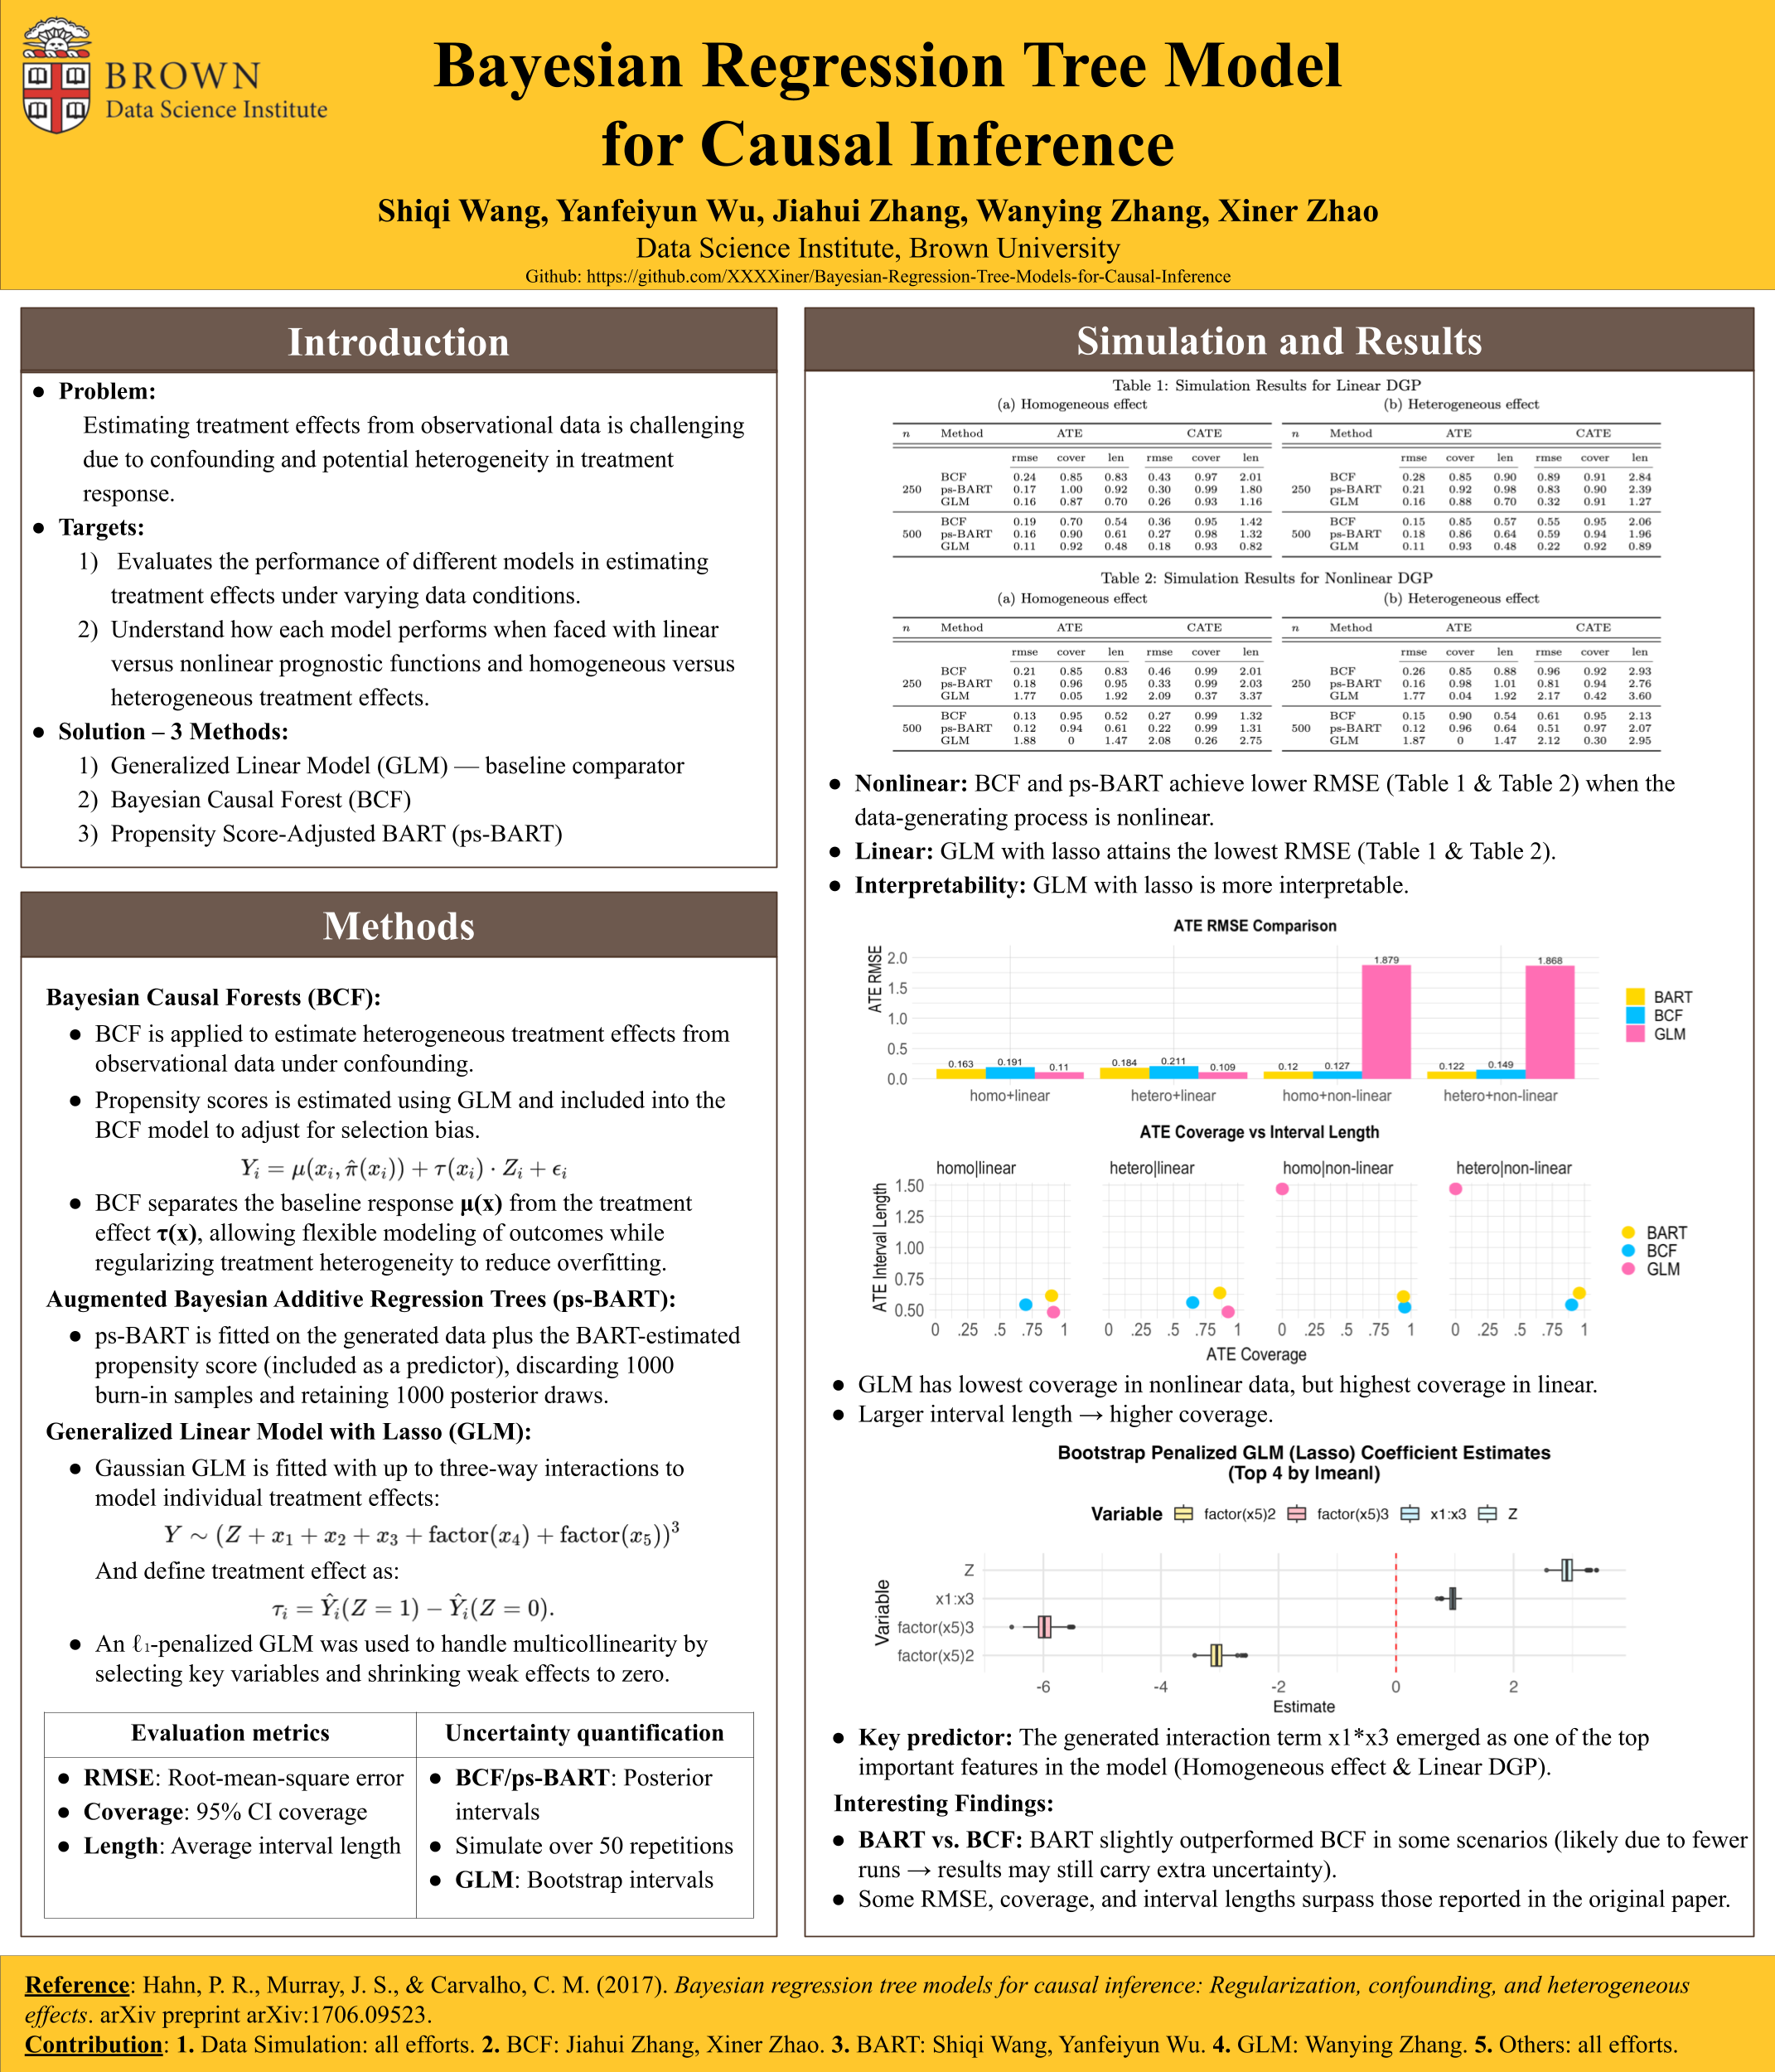 BROWN
Data Science Institute
Bayesian Regression Tree Model
for Causal Inference
Shiqi Wang, Yanfeiyun Wu, Jiahui Zhang, Wanying Zhang, Xiner Zhao
Data Science Institute, Brown University
Github: https://github.com/XXXXiner/Bayesian-Regression-Tree-Models-for-Causal-Inference
Introduction
● Problem:
Estimating treatment effects from observational data is challenging
due to confounding and potential heterogeneity in treatment
response.
● Targets:
1) Evaluates the performance of different models in estimating
treatment effects under varying data conditions.
2) Understand how each model performs when faced with linear
versus nonlinear prognostic functions and homogeneous versus
heterogeneous treatment effects.
● Solution – 3 Methods:
1) Generalized Linear Model (GLM) — baseline comparator
2) Bayesian Causal Forest (BCF)
3) Propensity Score-Adjusted BART (ps-BART)
Methods
Bayesian Causal Forests (BCF):
● BCF is applied to estimate heterogeneous treatment effects from
observational data under confounding.
● Propensity scores is estimated using GLM and included into the
BCF model to adjust for selection bias.
Yᵢ = μ(xᵢ, π̂(xᵢ)) + τ(xᵢ) · Zᵢ + ϵᵢ
● BCF separates the baseline response μ(x) from the treatment
effect τ(x), allowing flexible modeling of outcomes while
regularizing treatment heterogeneity to reduce overfitting.
Augmented Bayesian Additive Regression Trees (ps-BART):
● ps-BART is fitted on the generated data plus the BART-estimated
propensity score (included as a predictor), discarding 1000
burn-in samples and retaining 1000 posterior draws.
Generalized Linear Model with Lasso (GLM):
● Gaussian GLM is fitted with up to three-way interactions to
model individual treatment effects:
Y ∼ (Z + x₁ + x₂ + x₃ + factor(x₄) + factor(x₅))³
And define treatment effect as:
τᵢ = Ŷᵢ(Z = 1) − Ŷᵢ(Z = 0).
● An ℓ₁-penalized GLM was used to handle multicollinearity by
selecting key variables and shrinking weak effects to zero.
Evaluation metrics
● RMSE: Root-mean-square error
● Coverage: 95% CI coverage
● Length: Average interval length
Uncertainty quantification
● BCF/ps-BART: Posterior
intervals
● Simulate over 50 repetitions
● GLM: Bootstrap intervals
Simulation and Results
Table 1: Simulation Results for Linear DGP
(a) Homogeneous effect (b) Heterogeneous effect
n Method ATE CATE n Method ATE CATE
rmse cover len rmse cover len rmse cover len rmse cover len
BCF 0.24 0.85 0.83 0.43 0.97 2.01 BCF 0.28 0.85 0.90 0.89 0.91 2.84
250 ps-BART 0.17 1.00 0.92 0.30 0.99 1.80 250 ps-BART 0.21 0.92 0.98 0.83 0.90 2.39
GLM 0.16 0.87 0.70 0.26 0.93 1.16 GLM 0.16 0.88 0.70 0.32 0.91 1.27
BCF 0.19 0.70 0.54 0.36 0.95 1.42 BCF 0.15 0.85 0.57 0.55 0.95 2.06
500 ps-BART 0.16 0.90 0.61 0.27 0.98 1.32 500 ps-BART 0.18 0.86 0.64 0.59 0.94 1.96
GLM 0.11 0.92 0.48 0.18 0.93 0.82 GLM 0.11 0.93 0.48 0.22 0.92 0.89
Table 2: Simulation Results for Nonlinear DGP
(a) Homogeneous effect (b) Heterogeneous effect
n Method ATE CATE n Method ATE CATE
rmse cover len rmse cover len rmse cover len rmse cover len
BCF 0.21 0.85 0.83 0.46 0.99 2.01 BCF 0.26 0.85 0.88 0.96 0.92 2.93
250 ps-BART 0.18 0.96 0.95 0.33 0.99 2.03 250 ps-BART 0.16 0.98 1.01 0.81 0.94 2.76
GLM 1.77 0.05 1.92 2.09 0.37 3.37 GLM 1.77 0.04 1.92 2.17 0.42 3.60
BCF 0.13 0.95 0.52 0.27 0.99 1.32 BCF 0.15 0.90 0.54 0.61 0.95 2.13
500 ps-BART 0.12 0.94 0.61 0.22 0.99 1.31 500 ps-BART 0.12 0.96 0.64 0.51 0.97 2.07
GLM 1.88 0 1.47 2.08 0.26 2.75 GLM 1.87 0 1.47 2.12 0.30 2.95
● Nonlinear: BCF and ps-BART achieve lower RMSE (Table 1 & Table 2) when the
data-generating process is nonlinear.
● Linear: GLM with lasso attains the lowest RMSE (Table 1 & Table 2).
● Interpretability: GLM with lasso is more interpretable.
ATE RMSE Comparison
ATE RMSE
2.0
1.5
1.0
0.5
0.0
0.163 0.191 0.11 0.184 0.211 0.109 0.12 0.127 1.879 0.122 0.149 1.868
homo+linear hetero+linear homo+non-linear hetero+non-linear
BART
BCF
GLM
ATE Coverage vs Interval Length
homo|linear hetero|linear homo|non-linear hetero|non-linear
ATE Interval Length
1.50
1.25
1.00
0.75
0.50
0 .25 .5 .75 1 0 .25 .5 .75 1 0 .25 .5 .75 1 0 .25 .5 .75 1
ATE Coverage
BART
BCF
GLM
● GLM has lowest coverage in nonlinear data, but highest coverage in linear.
● Larger interval length → higher coverage.
Bootstrap Penalized GLM (Lasso) Coefficient Estimates
(Top 4 by lmeanl)
Variable factor(x5)2 factor(x5)3 x1:x3 Z
Variable
Z
x1:x3
factor(x5)3
factor(x5)2
-6 -4 -2 0 2
Estimate
● Key predictor: The generated interaction term x1*x3 emerged as one of the top
important features in the model (Homogeneous effect & Linear DGP).
Interesting Findings:
● BART vs. BCF: BART slightly outperformed BCF in some scenarios (likely due to fewer
runs → results may still carry extra uncertainty).
● Some RMSE, coverage, and interval lengths surpass those reported in the original paper.
Reference: Hahn, P. R., Murray, J. S., & Carvalho, C. M. (2017). Bayesian regression tree models for causal inference: Regularization, confounding, and heterogeneous
effects. arXiv preprint arXiv:1706.09523.
Contribution: 1. Data Simulation: all efforts. 2. BCF: Jiahui Zhang, Xiner Zhao. 3. BART: Shiqi Wang, Yanfeiyun Wu. 4. GLM: Wanying Zhang. 5. Others: all efforts.